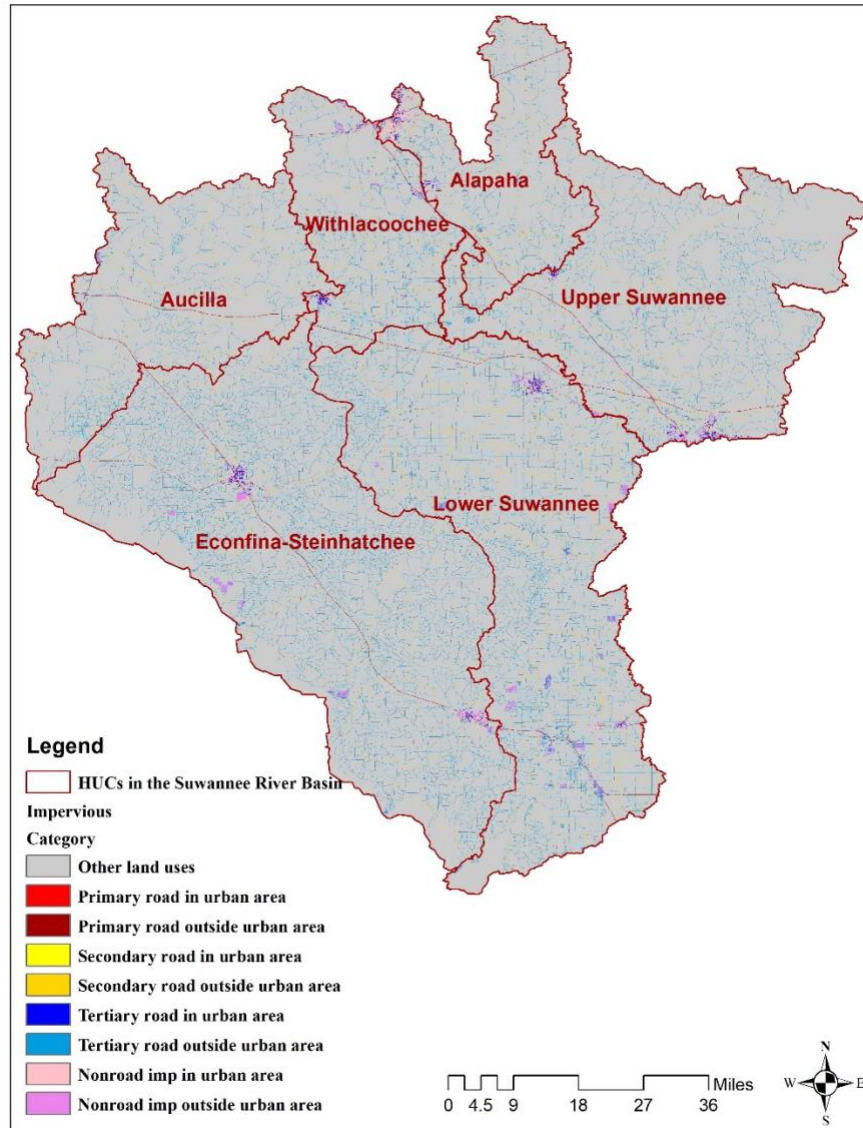 Alapaha
Withlacoochee
Aucilla
Upper Suwannee
Lower Suwannee
Econfina-Steinhatchee
Legend
HUCs in the Suwannee River Basin
Impervious
Category
Other land uses
Primary road in urban area
Primary road outside urban area
Secondary road in urban area
Secondary road outside urban area
Tertiary road in urban area
Tertiary road outside urban area
Nonroad imp in urban area
Nonroad imp outside urban area
Miles
0 4.5 9 18 27 36
N
W E
S